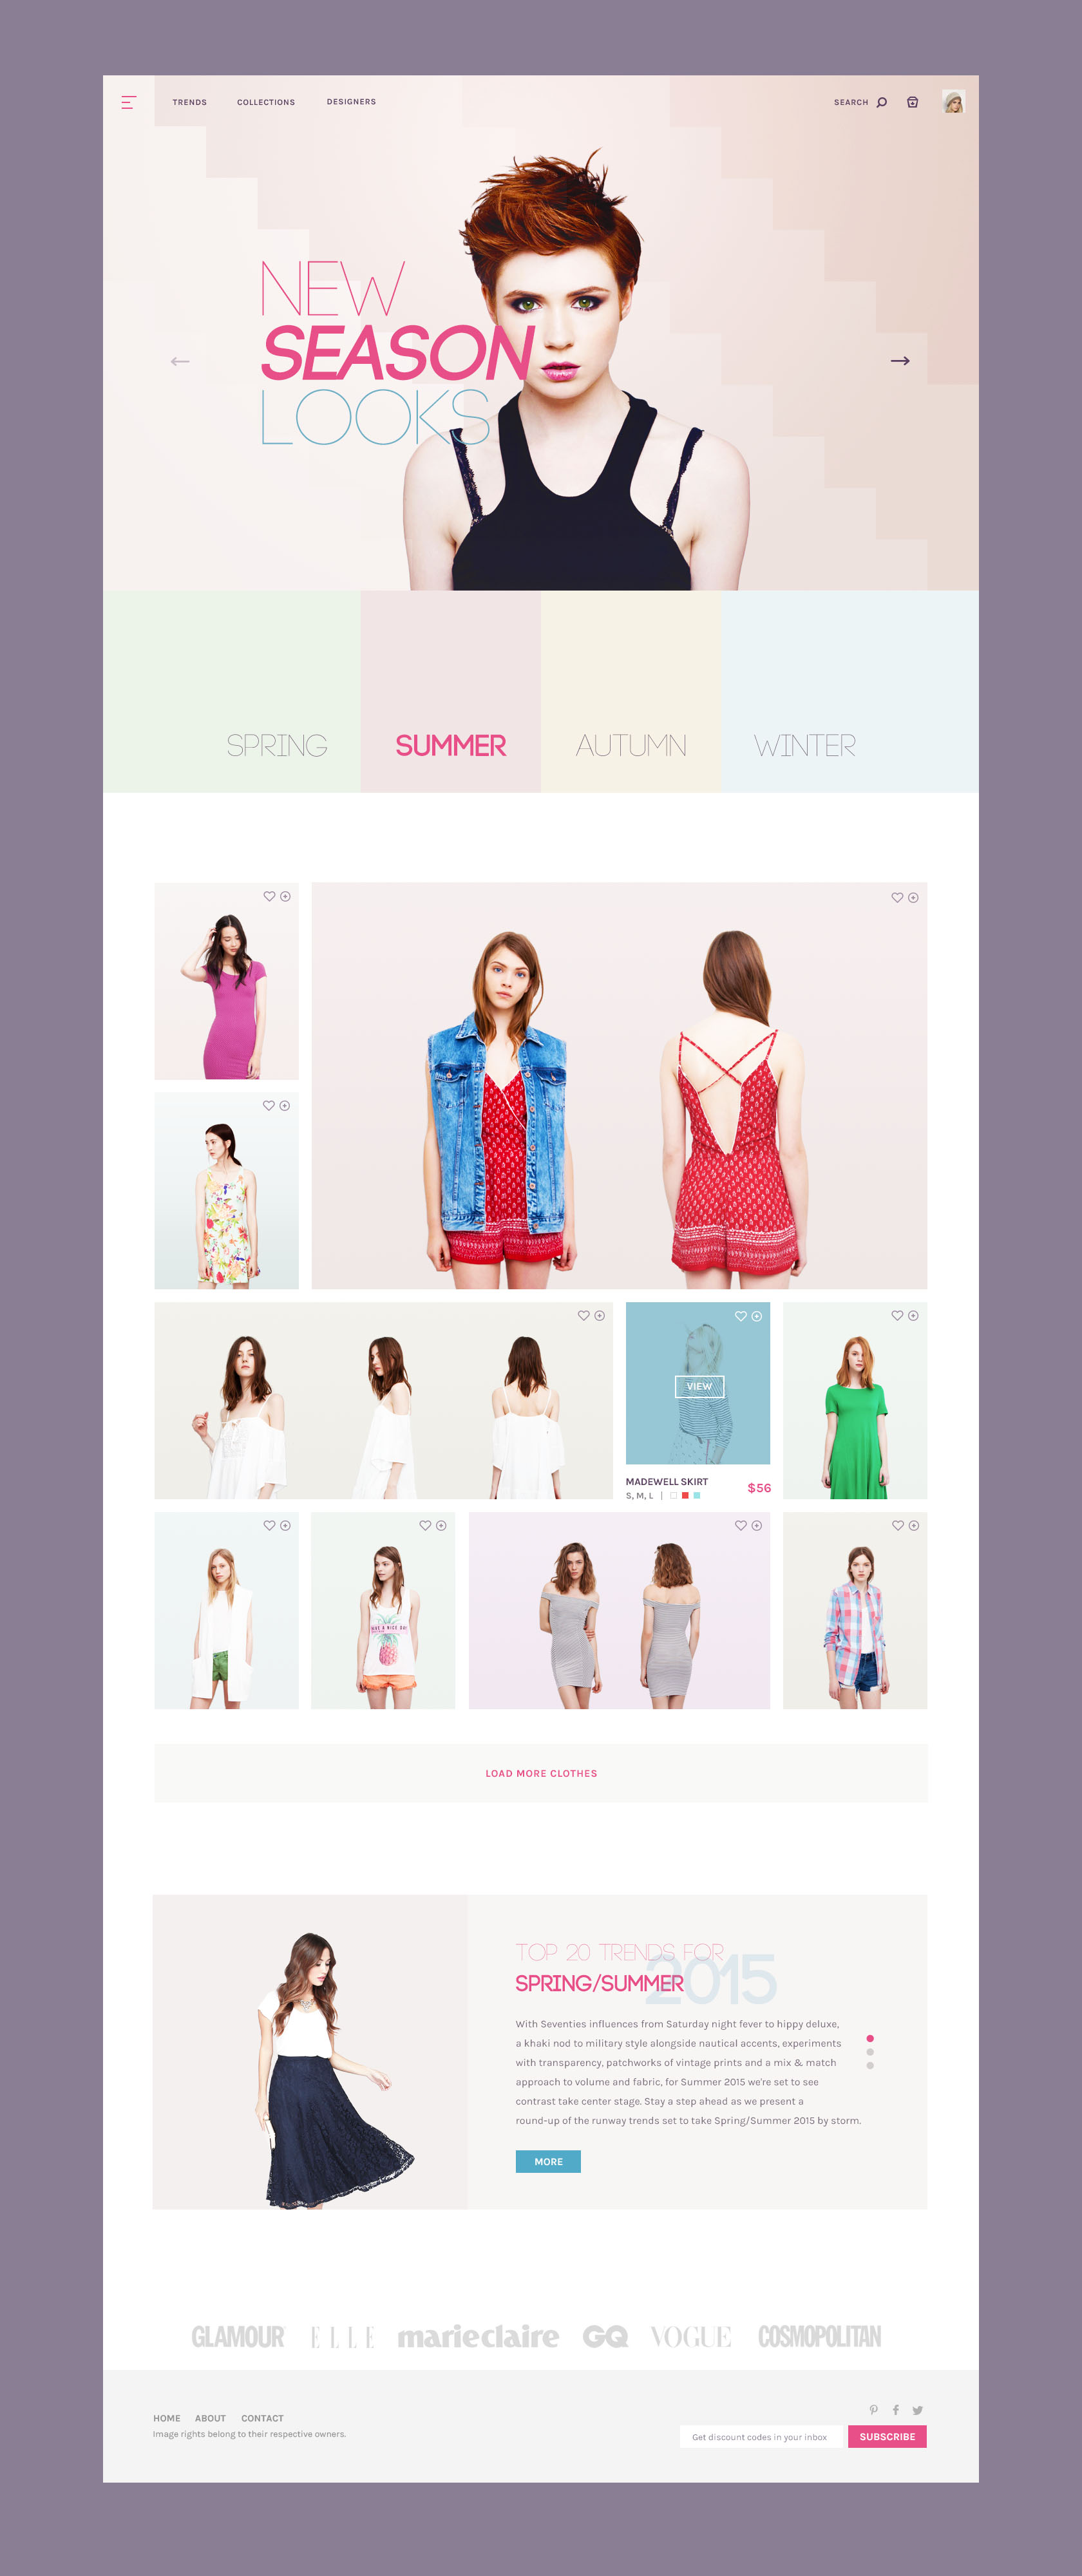 TRENDS COLLECTIONS DESIGNERS SEARCH
NEW
SEASON
LOOKS
SPRING SUMMER AUTUMN WINTER
VIEW
MADEWELL SKIRT
$56
S, M, L |
LOAD MORE CLOTHES
TOP 20 TRENDS FOR
SPRING/SUMMER
2015
With Seventies influences from Saturday night fever to hippy deluxe,
a khaki nod to military style alongside nautical accents, experiments
with transparency, patchworks of vintage prints and a mix & match
approach to volume and fabric, for Summer 2015 we're set to see
contrast take center stage. Stay a step ahead as we present a
round-up of the runway trends set to take Spring/Summer 2015 by storm.
MORE
GLAMOUR ELLE marie claire GQ VOGUE COSMOPOLITAN
HOME ABOUT CONTACT
Image rights belong to their respective owners.
Get discount codes in your inbox SUBSCRIBE